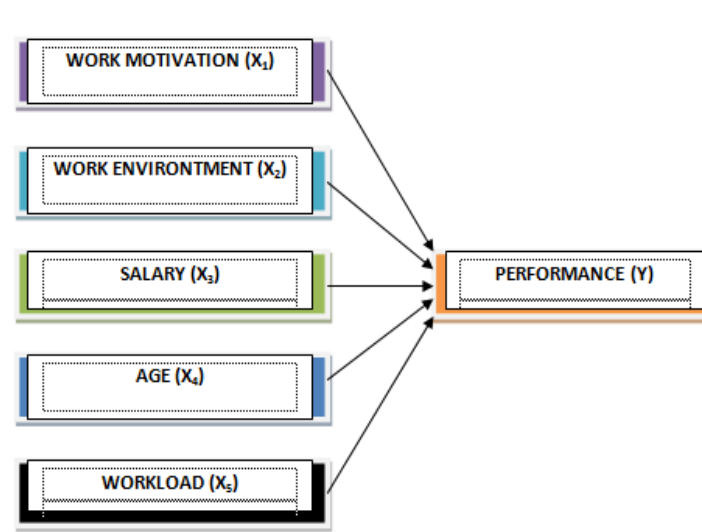 WORK MOTIVATION (X₁)
WORK ENVIRONTMENT (X₂)
SALARY (X₃)
PERFORMANCE (Y)
AGE (X₄)
WORKLOAD (X₅)